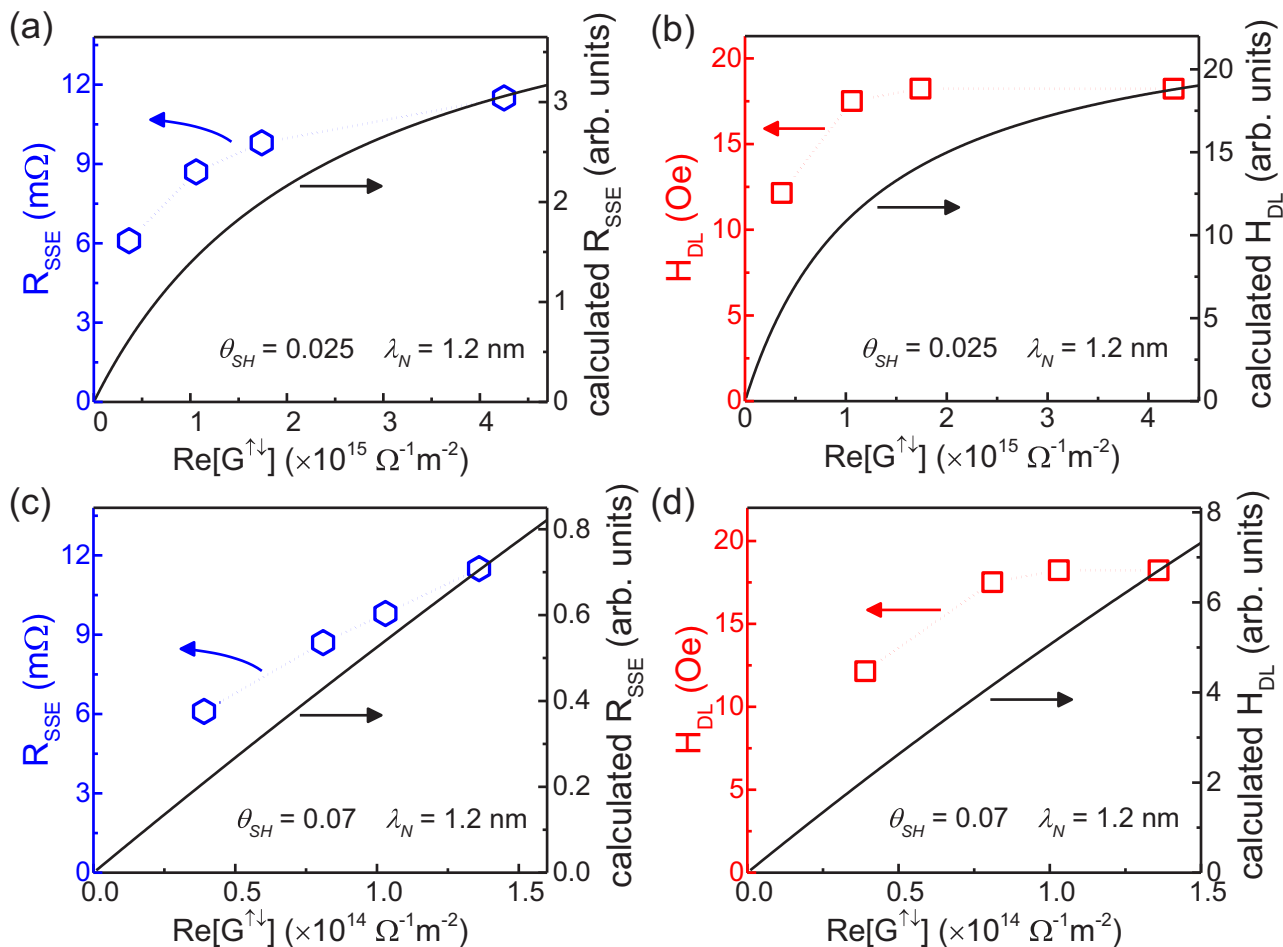 (a)
R_SSE (mΩ)
12
9
6
3
0
0 1 2 3 4
Re[G^↑↓] (×10^15 Ω^-1m^-2)
3
2
1
0
calculated R_SSE (arb. units)
θ_SH = 0.025 λ_N = 1.2 nm
(b)
H_DL (Oe)
20
15
10
5
0
0 1 2 3 4
Re[G^↑↓] (×10^15 Ω^-1m^-2)
20
15
10
5
0
calculated H_DL (arb. units)
θ_SH = 0.025 λ_N = 1.2 nm
(c)
R_SSE (mΩ)
12
9
6
3
0
0.0 0.5 1.0 1.5
Re[G^↑↓] (×10^14 Ω^-1m^-2)
0.8
0.6
0.4
0.2
0.0
calculated R_SSE (arb. units)
θ_SH = 0.07 λ_N = 1.2 nm
(d)
H_DL (Oe)
20
15
10
5
0
0.0 0.5 1.0 1.5
Re[G^↑↓] (×10^14 Ω^-1m^-2)
8
6
4
2
0
calculated H_DL (arb. units)
θ_SH = 0.07 λ_N = 1.2 nm